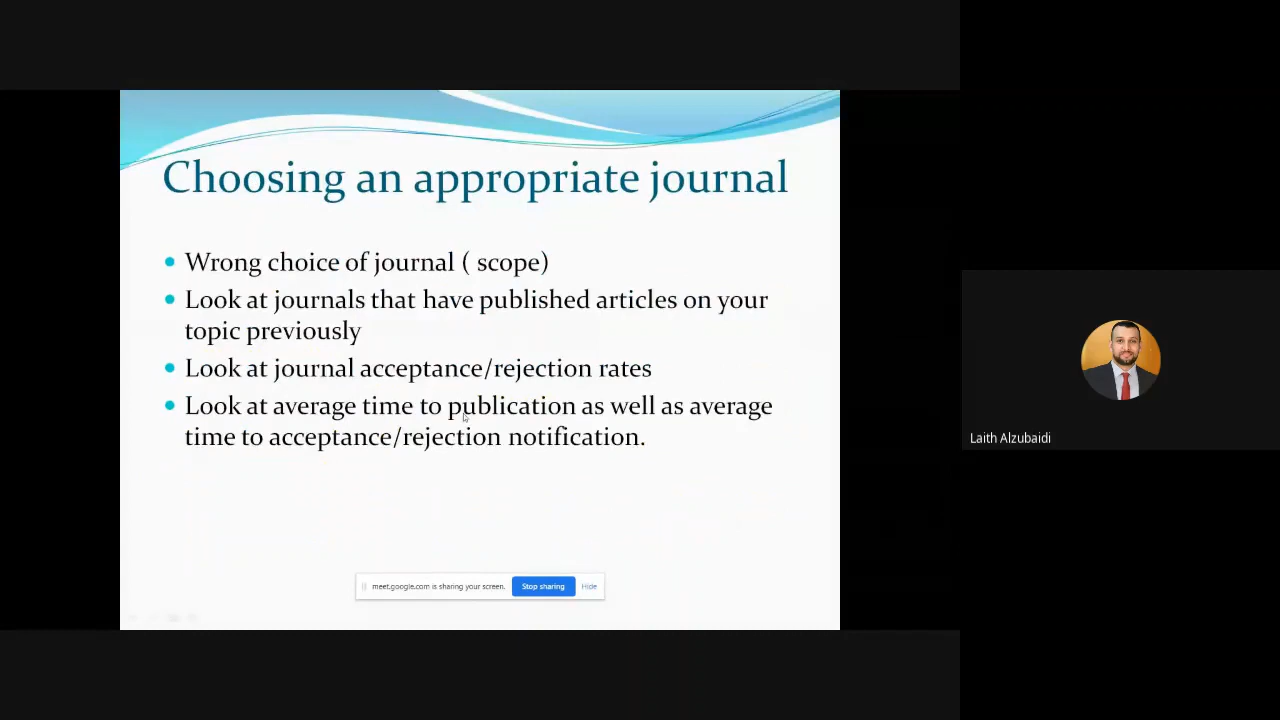 Choosing an appropriate journal
Wrong choice of journal ( scope)
Look at journals that have published articles on your
topic previously
Look at journal acceptance/rejection rates
Look at average time to publication as well as average
time to acceptance/rejection notification.
meet.google.com is sharing your screen. Stop sharing Hide
Laith Alzubaidi